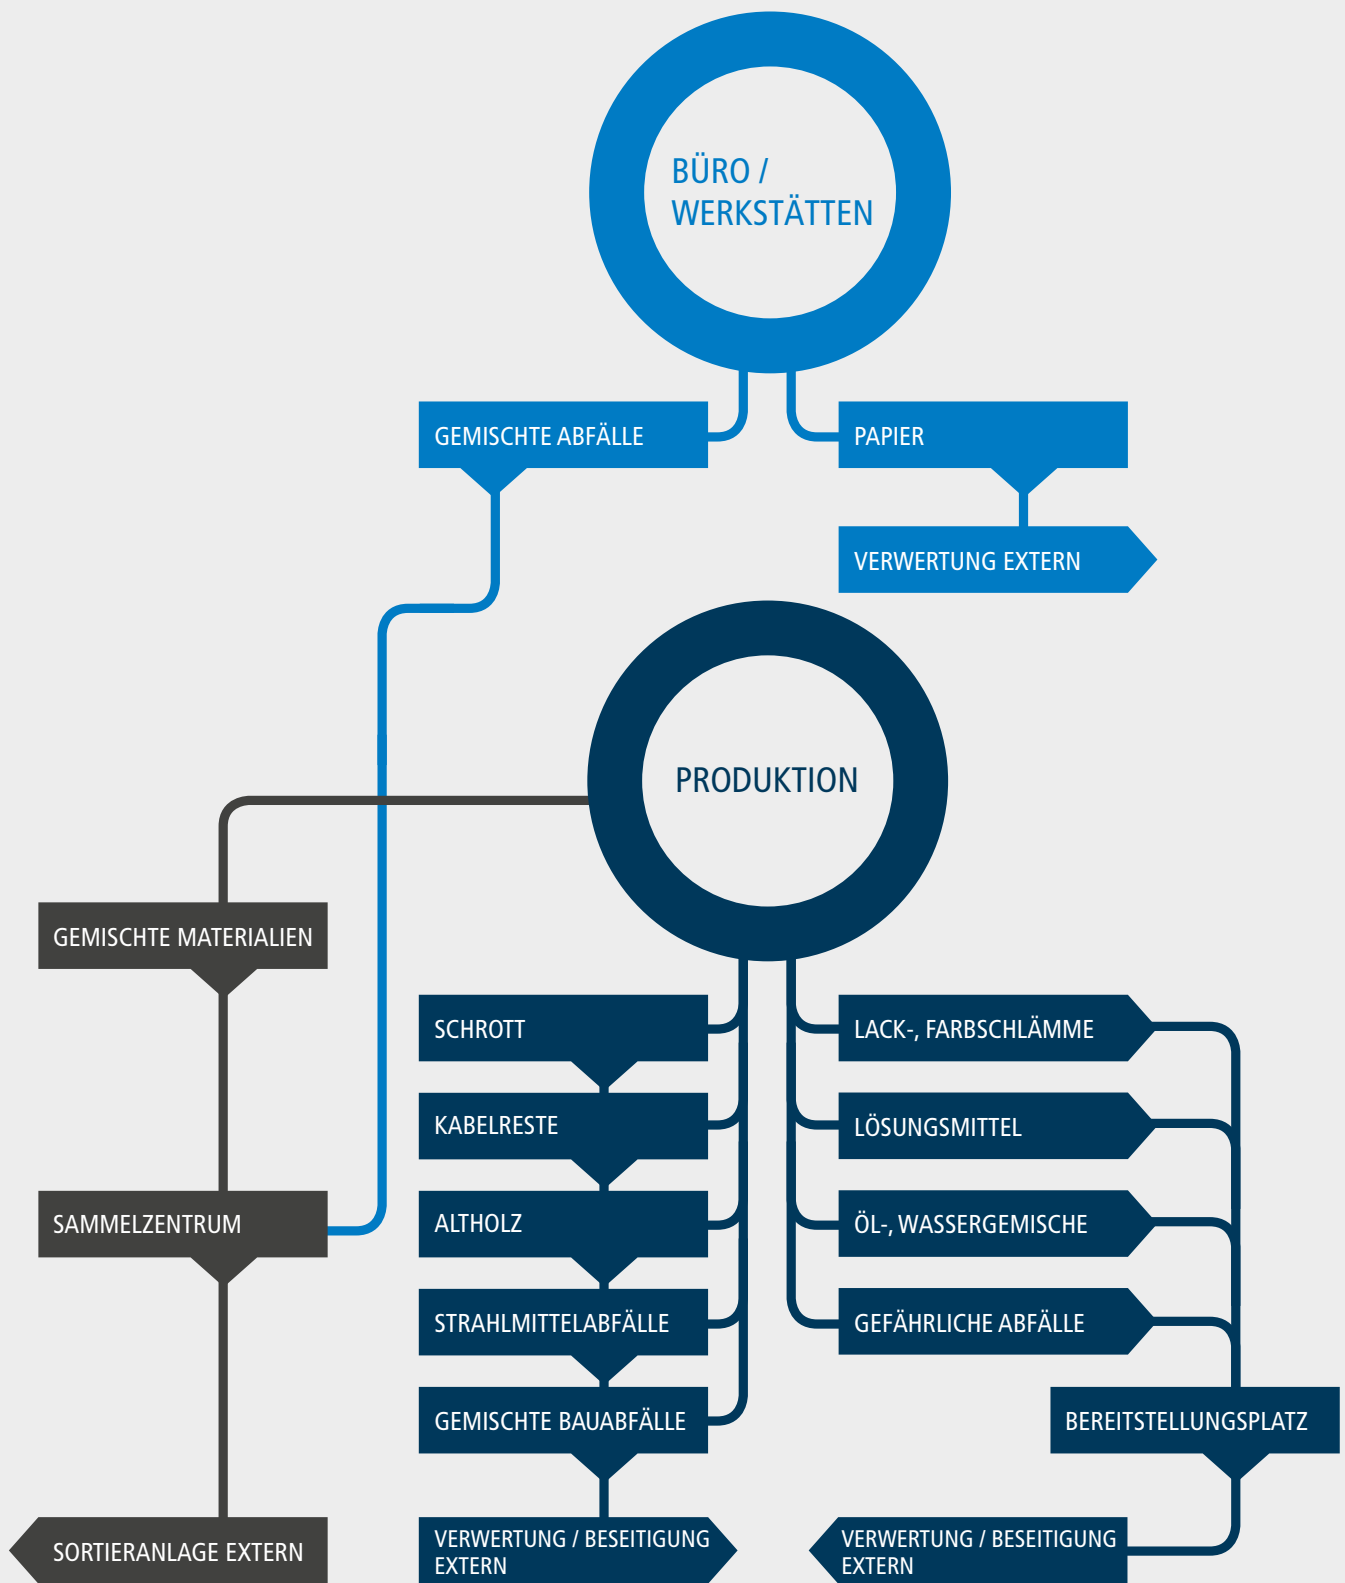 BÜRO /
WERKSTÄTTEN
GEMISCHTE ABFÄLLE
PAPIER
VERWERTUNG EXTERN
PRODUKTION
GEMISCHTE MATERIALIEN
SAMMELZENTRUM
SORTIERANLAGE EXTERN
SCHROTT
KABELRESTE
ALTHOLZ
STRAHLMITTELABFÄLLE
GEMISCHTE BAUABFÄLLE
VERWERTUNG / BESEITIGUNG
EXTERN
LACK-, FARBSCHLÄMME
LÖSUNGSMITTEL
ÖL-, WASSERGEMISCHE
GEFÄHRLICHE ABFÄLLE
BEREITSTELLUNGSPLATZ
VERWERTUNG / BESEITIGUNG
EXTERN